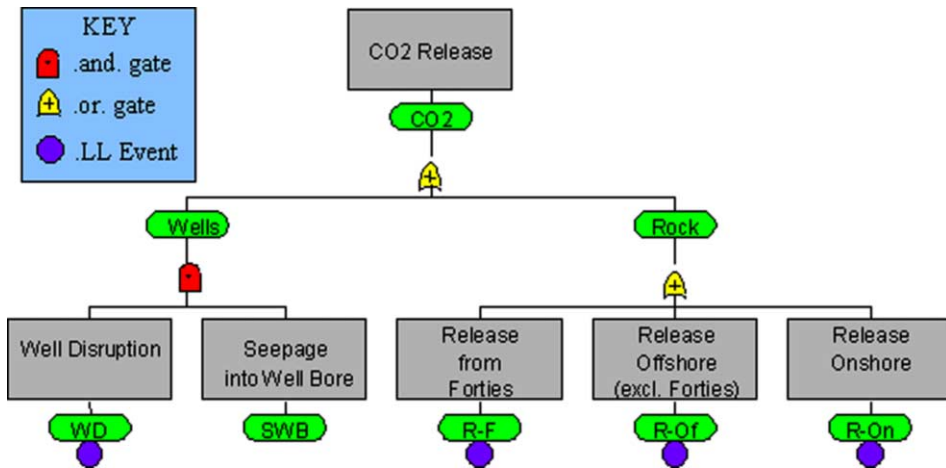 KEY
.and. gate
.or. gate
.LL Event
CO2 Release
CO2
Wells
Rock
Well Disruption
Seepage
into Well Bore
Release
from
Forties
Release
Offshore
(excl. Forties)
Release
Onshore
WD
SWB
R-F
R-Of
R-On